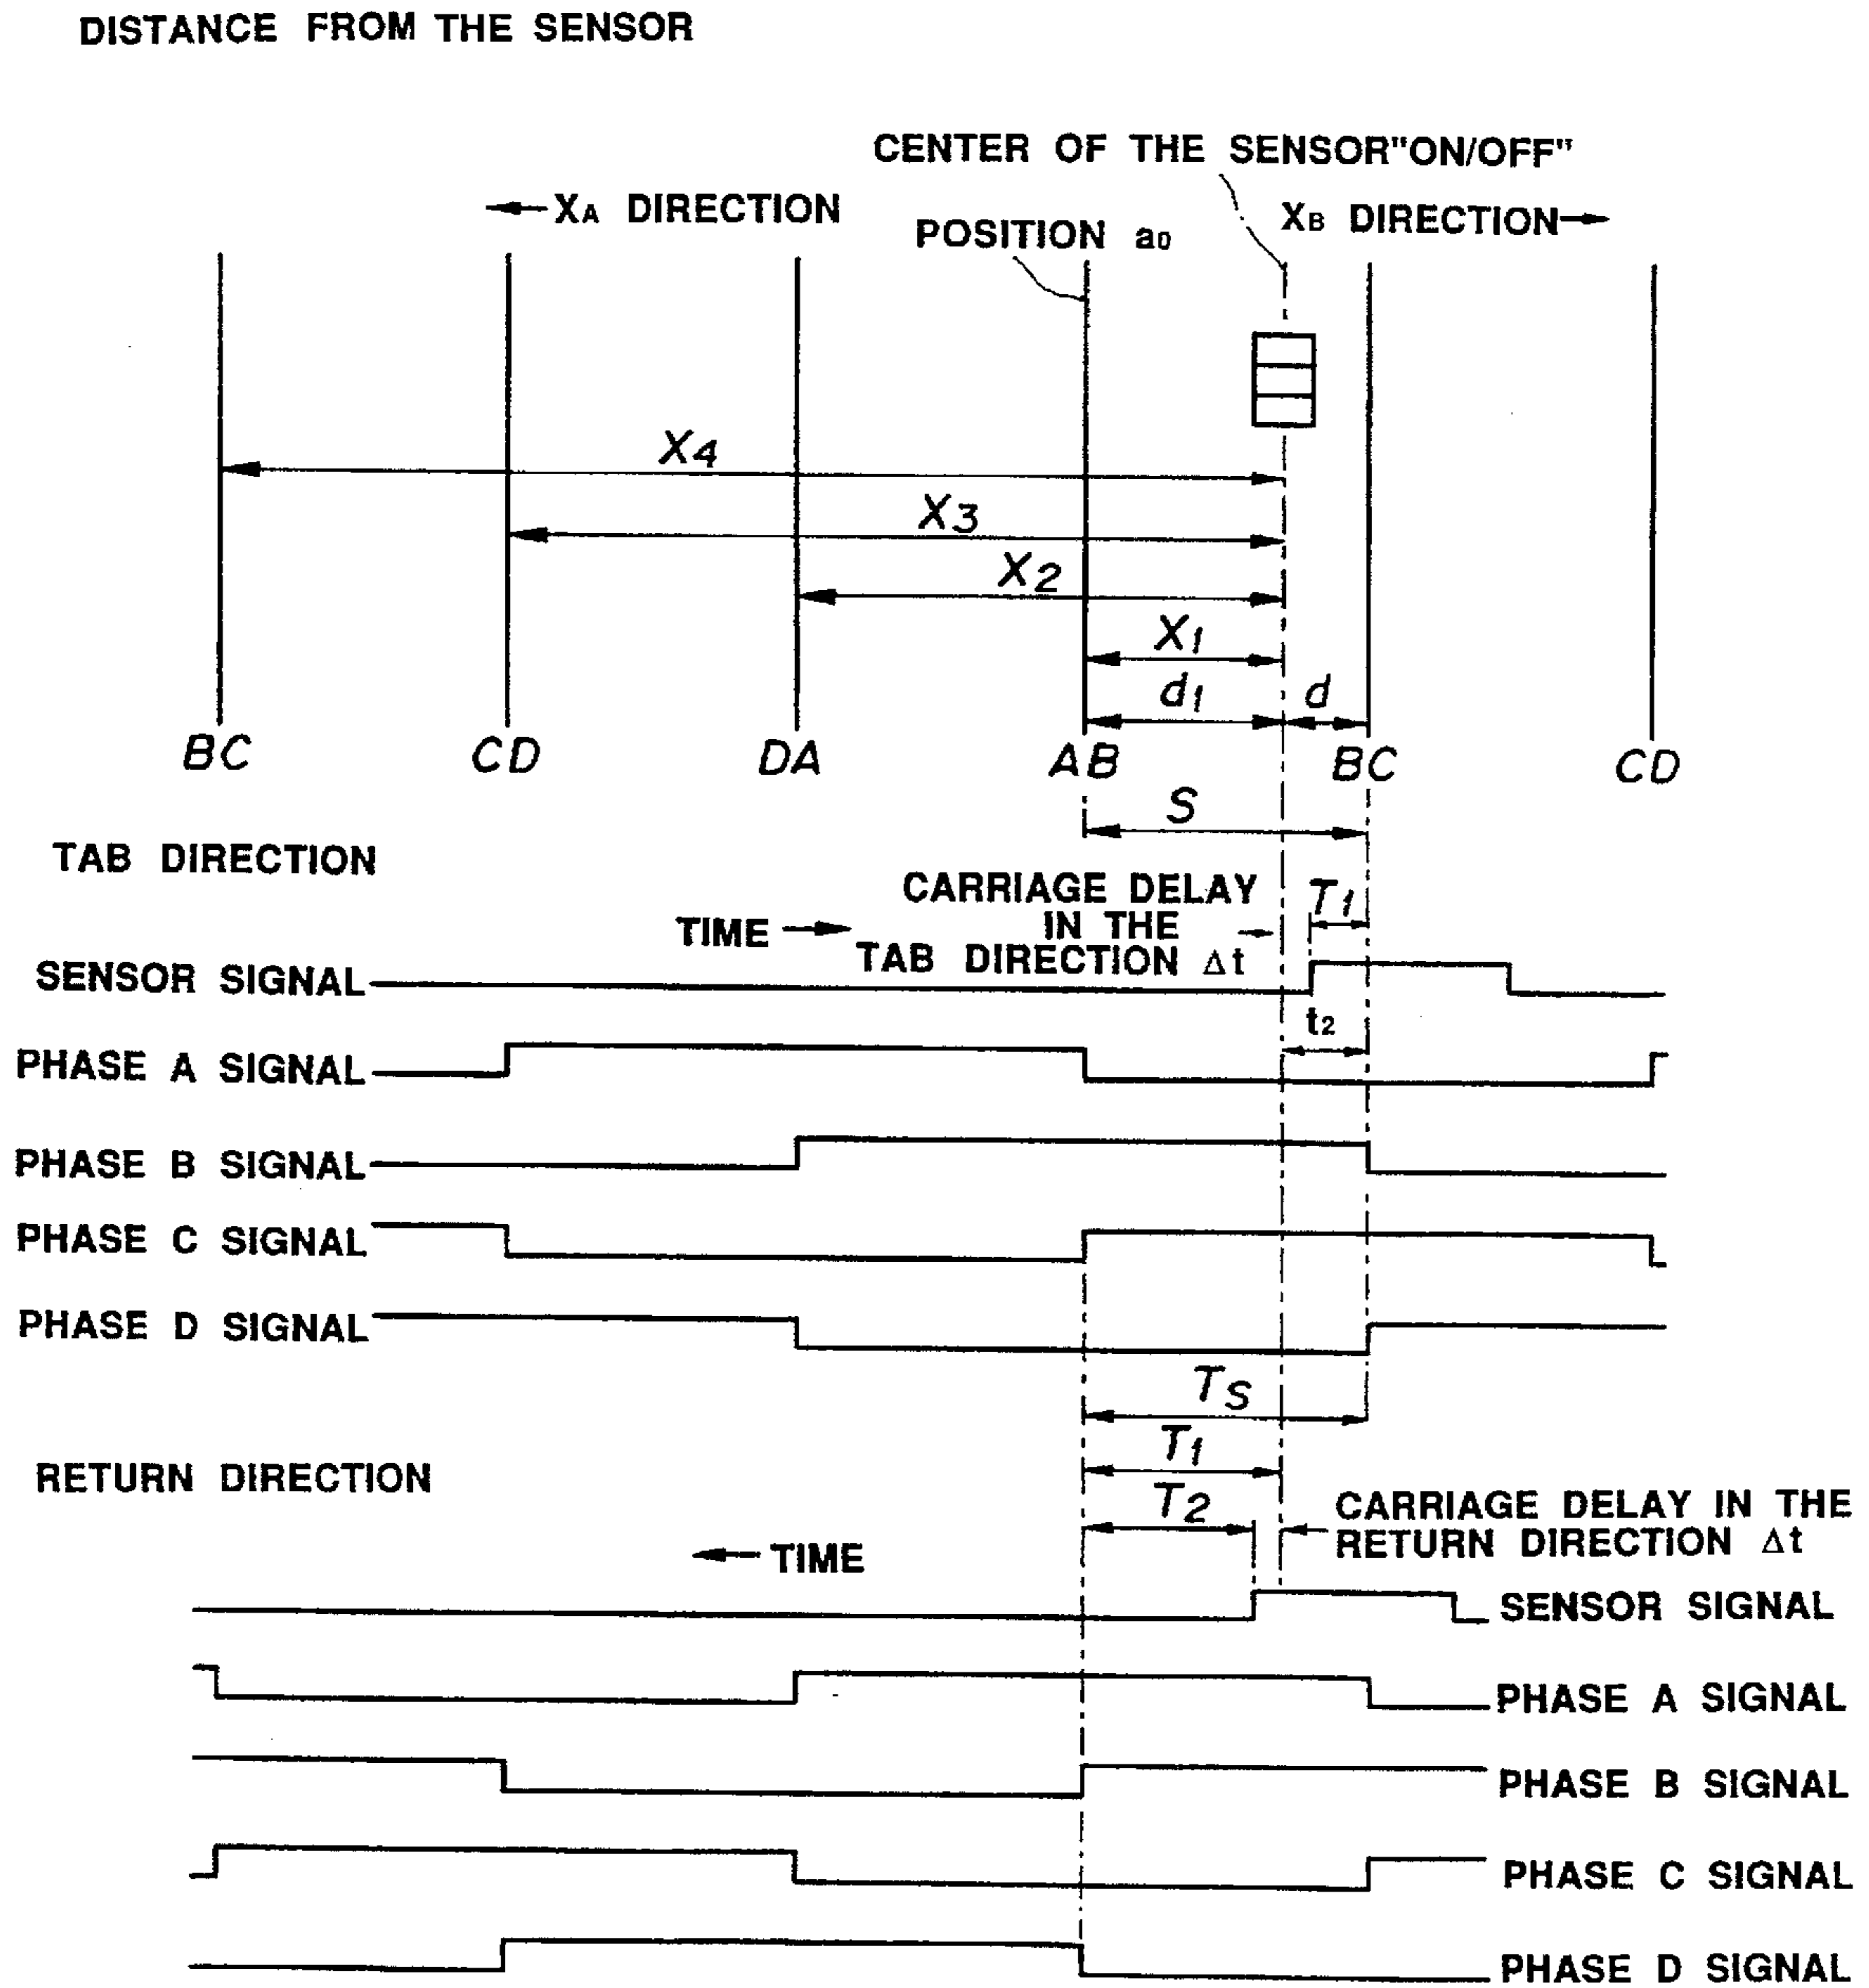 DISTANCE FROM THE SENSOR
CENTER OF THE SENSOR"ON/OFF"
←XA DIRECTION
POSITION a0
XB DIRECTION→
X4
X3
X2
X1
d1
d
BC
CD
DA
AB
BC
CD
S
TAB DIRECTION
CARRIAGE DELAY
IN THE
TAB DIRECTION Δt
T1
TIME →
SENSOR SIGNAL
t2
PHASE A SIGNAL
PHASE B SIGNAL
PHASE C SIGNAL
PHASE D SIGNAL
TS
T1
RETURN DIRECTION
T2
CARRIAGE DELAY IN THE
RETURN DIRECTION Δt
← TIME
SENSOR SIGNAL
PHASE A SIGNAL
PHASE B SIGNAL
PHASE C SIGNAL
PHASE D SIGNAL